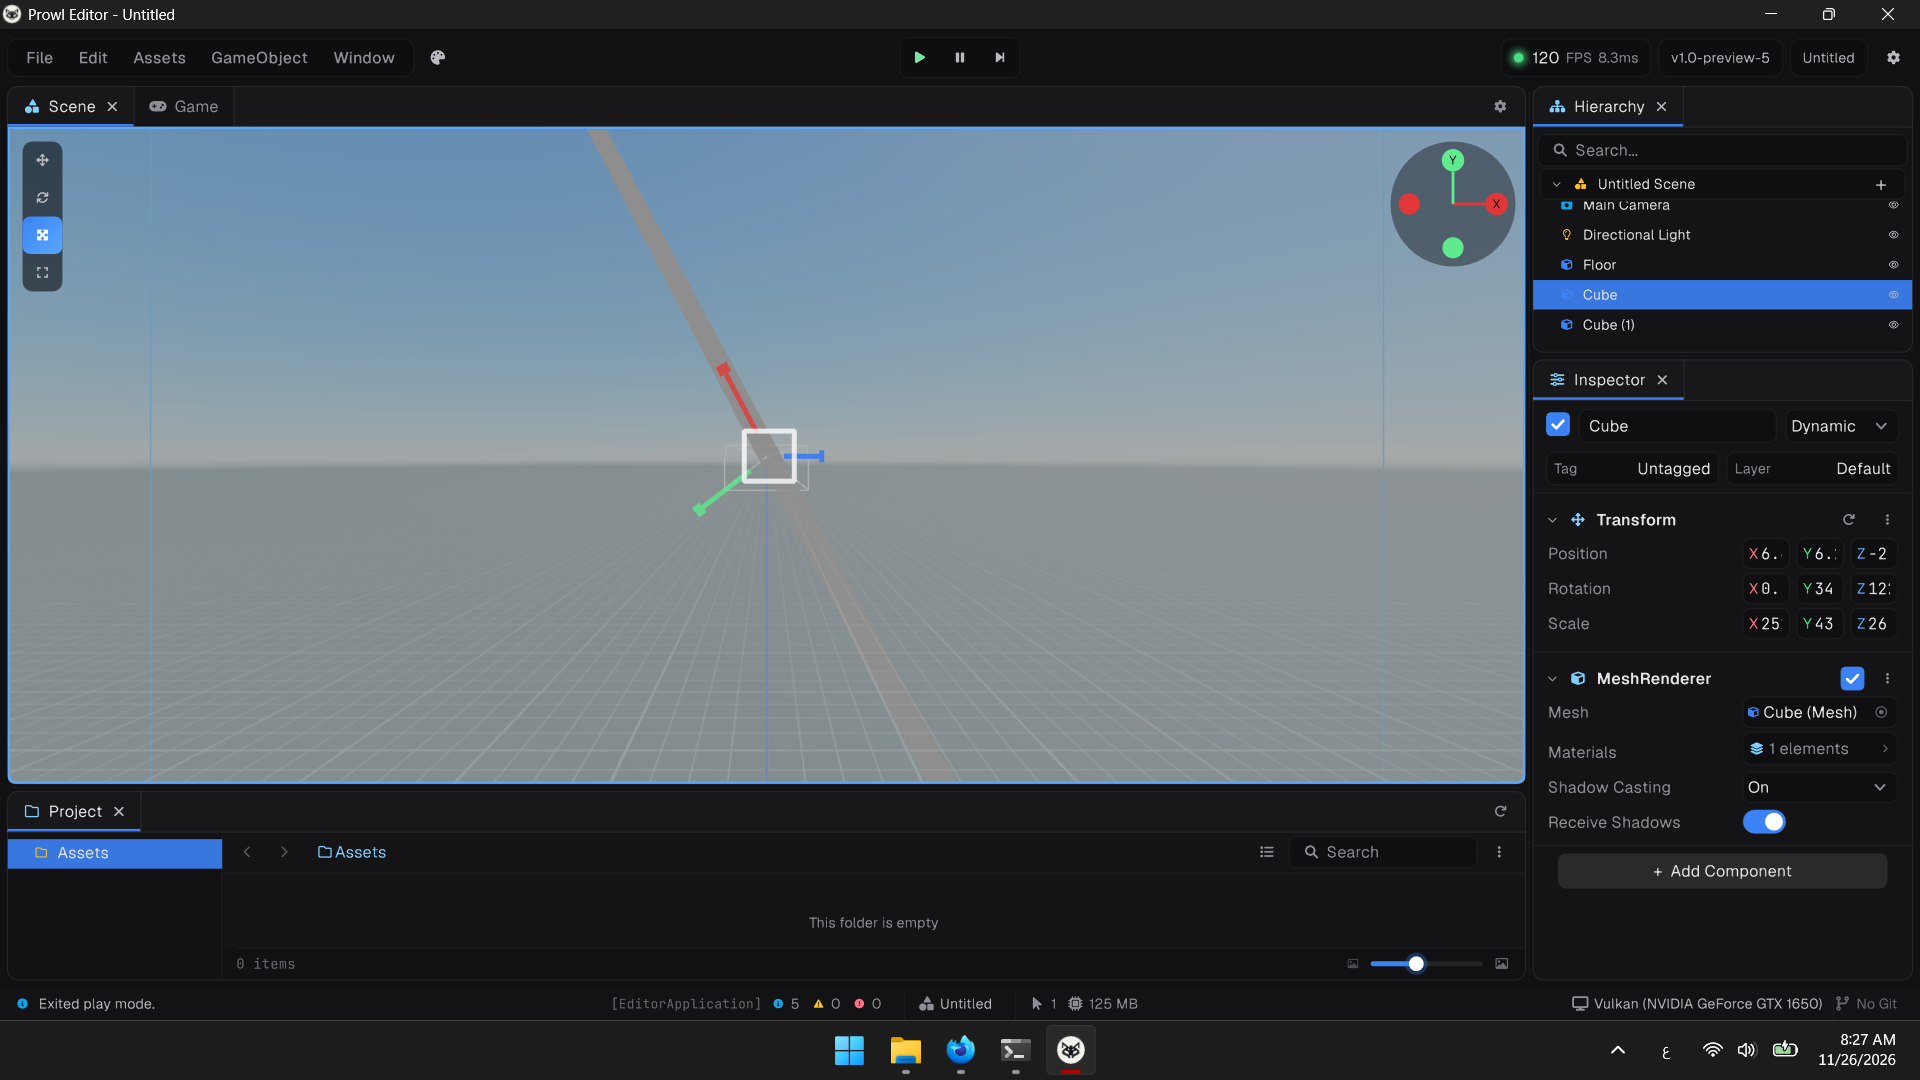 Prowl Editor - Untitled
File Edit Assets GameObject Window
120 FPS 8.3ms v1.0-preview-5 Untitled
Scene Game
Y
X
Hierarchy
Search...
Untitled Scene
Main Camera
Directional Light
Floor
Cube
Cube (1)
Inspector
Cube Dynamic
Tag Untagged Layer Default
Transform
Position X 6. Y 6. Z -2
Rotation X 0. Y 34 Z 12
Scale X 25 Y 43 Z 26
MeshRenderer
Mesh Cube (Mesh)
Materials 1 elements
Shadow Casting On
Receive Shadows
+ Add Component
Project
Assets
Assets
Search
This folder is empty
0 items
Exited play mode.
[EditorApplication] 5 0 0 Untitled 1 125 MB
Vulkan (NVIDIA GeForce GTX 1650) No Git
ع
8:27 AM
11/26/2026